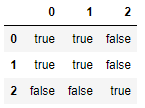 0 1 2
0 true true false
1 true true false
2 false false true